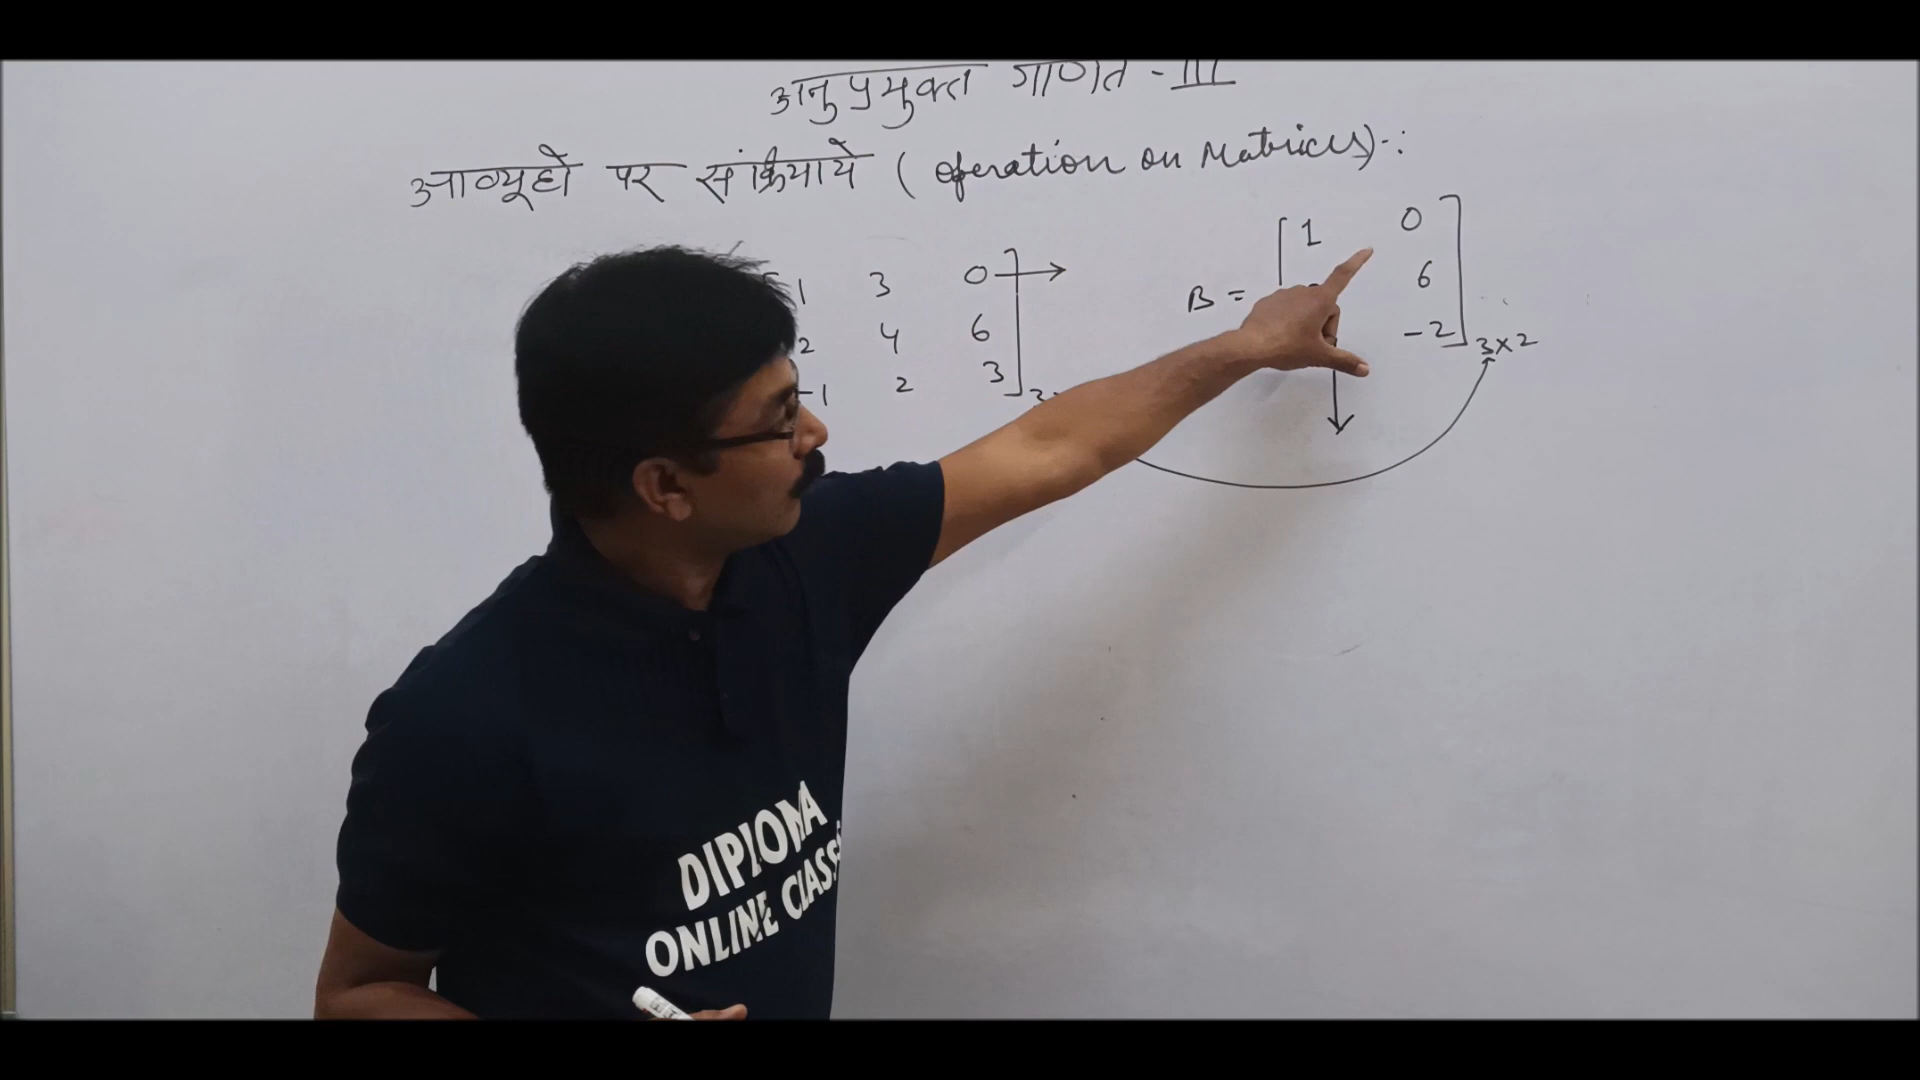 अनुप्रयुक्त गणित - III
आव्यूहो पर संक्रियाये ( Operation on Matrices) -:
1 3 0
2 4 6
-1 2 3
B = 1 0
6
-2
3×2
DIPLOMA
ONLINE CLASS